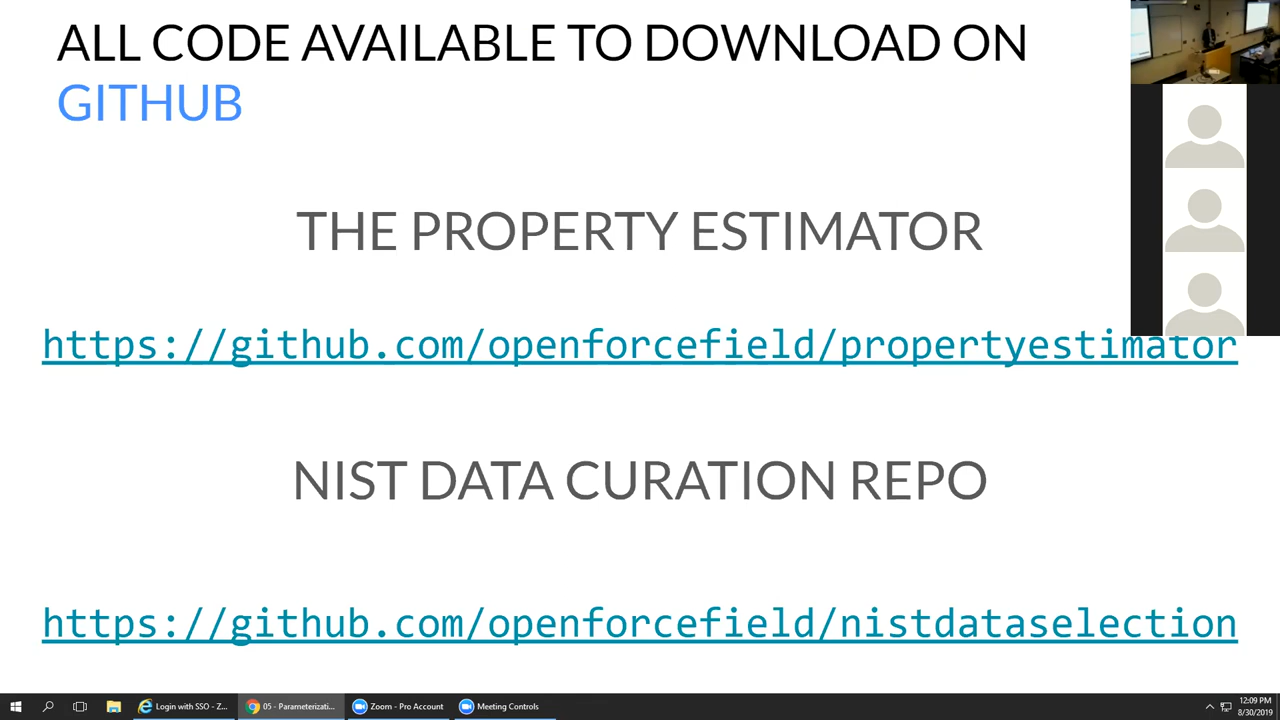 ALL CODE AVAILABLE TO DOWNLOAD ON
GITHUB
THE PROPERTY ESTIMATOR
https://github.com/openforcefield/propertyestimator
NIST DATA CURATION REPO
https://github.com/openforcefield/nistdataselection
Login with SSO - Z...
05 - Parameterizati...
Zoom - Pro Account
Meeting Controls
12:09 PM
8/30/2019